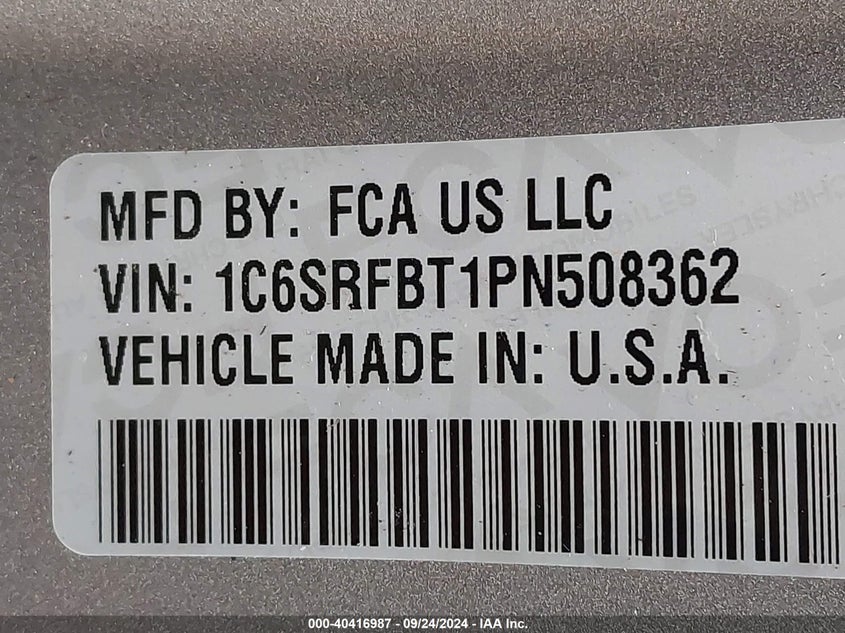 MFD BY: FCA US LLC
VIN: 1C6SRFBT1PN508362
VEHICLE MADE IN: U.S.A.
000-40416987 - 09/24/2024 - IAA Inc.